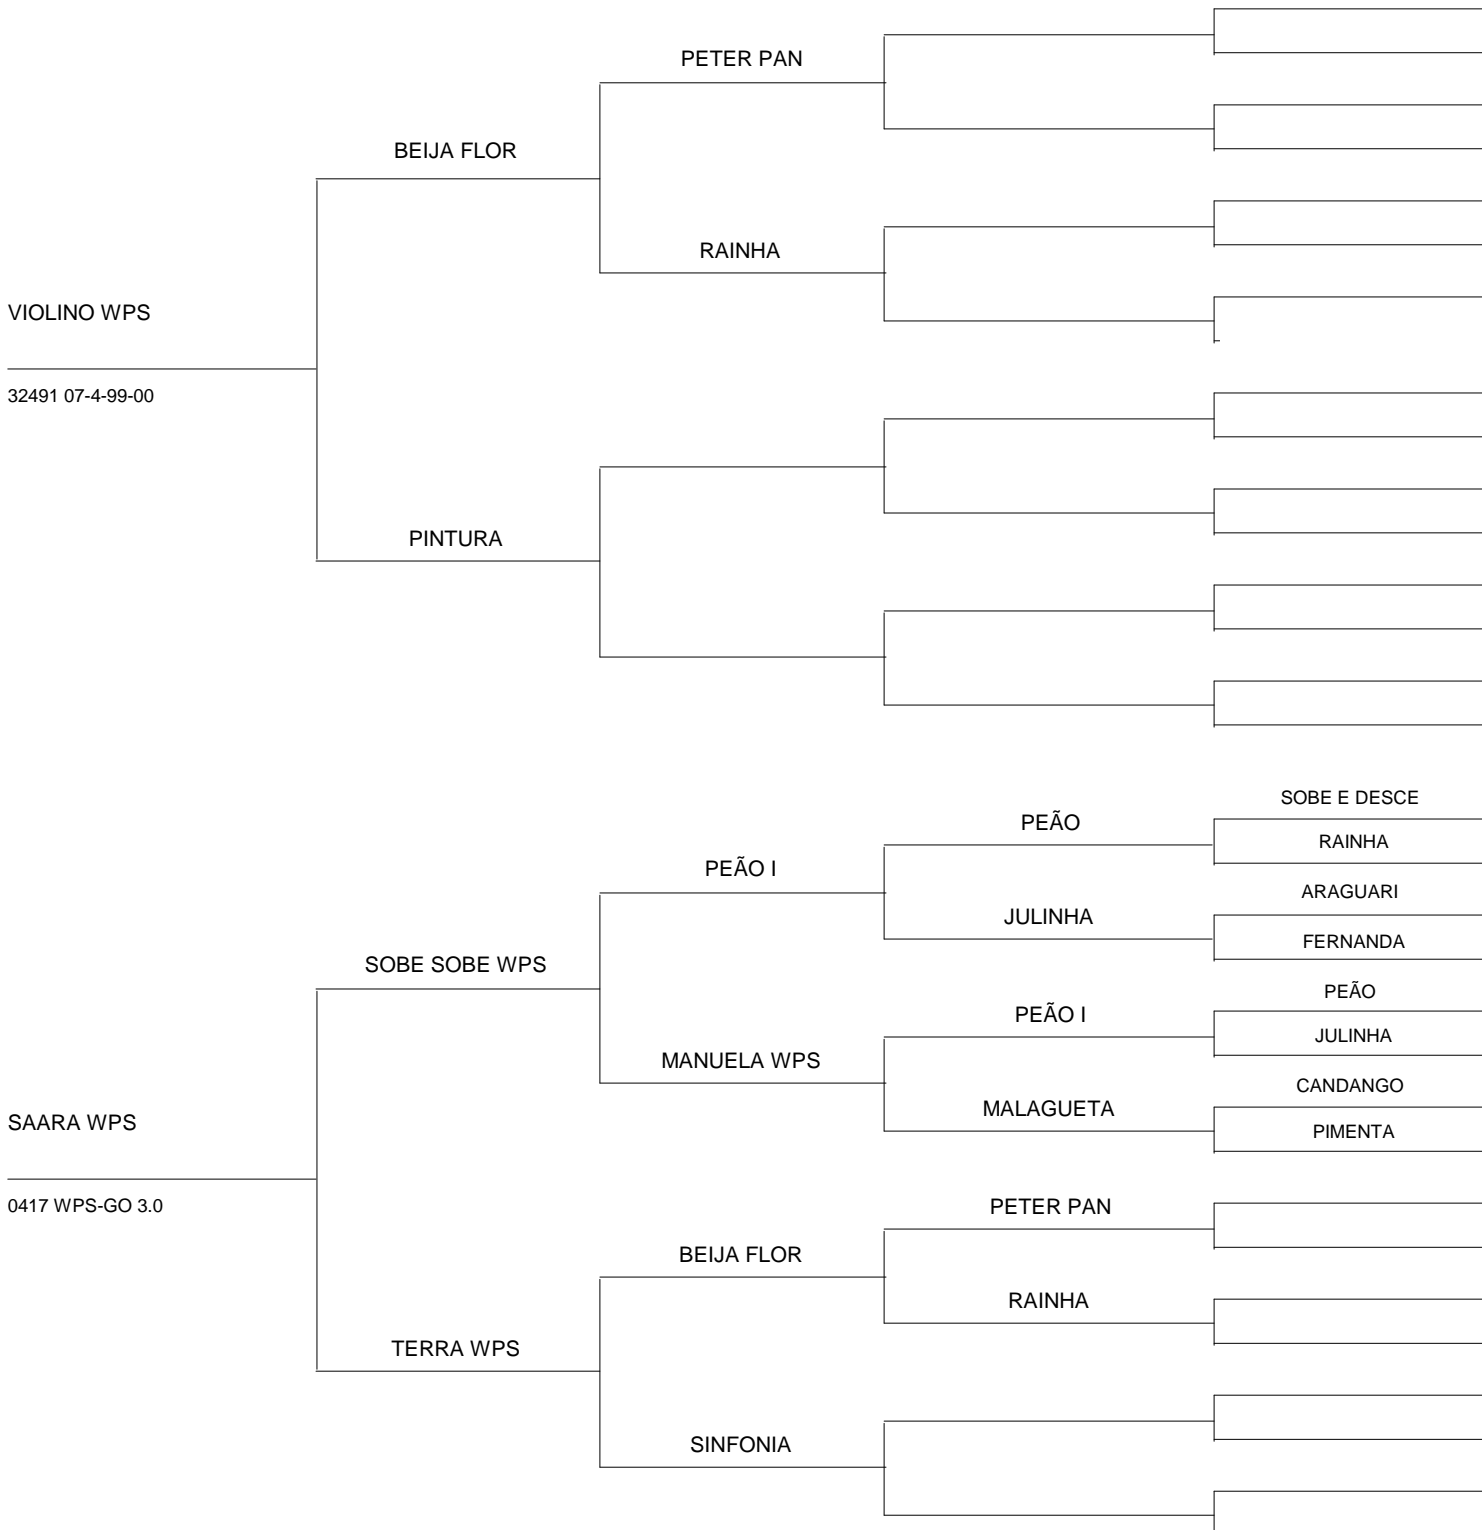 PETER PAN
BEIJA FLOR
RAINHA
VIOLINO WPS
32491 07-4-99-00
PINTURA
SOBE E DESCE
PEÃO
RAINHA
PEÃO I
ARAGUARI
JULINHA
FERNANDA
SOBE SOBE WPS
PEÃO
PEÃO I
JULINHA
MANUELA WPS
CANDANGO
MALAGUETA
SAARA WPS
PIMENTA
0417 WPS-GO 3.0
PETER PAN
BEIJA FLOR
RAINHA
TERRA WPS
SINFONIA